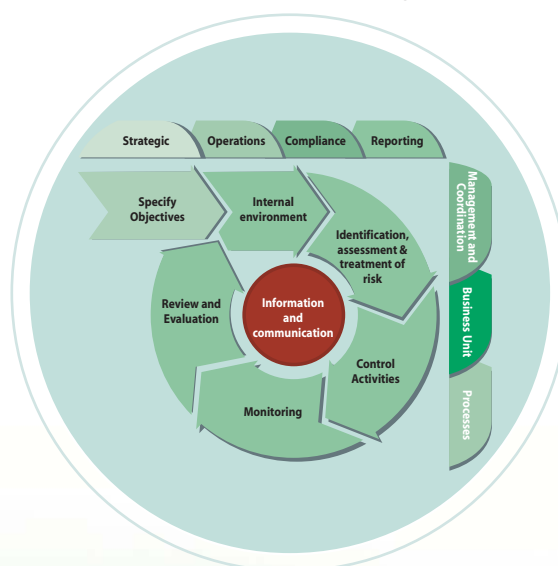 Strategic
Operations
Compliance
Reporting
Specify
Objectives
Internal
environment
Identification,
assessment &
treatment of
risk
Management and
Coordination
Business Unit
Processes
Review and
Evaluation
Information
and
communication
Control
Activities
Monitoring